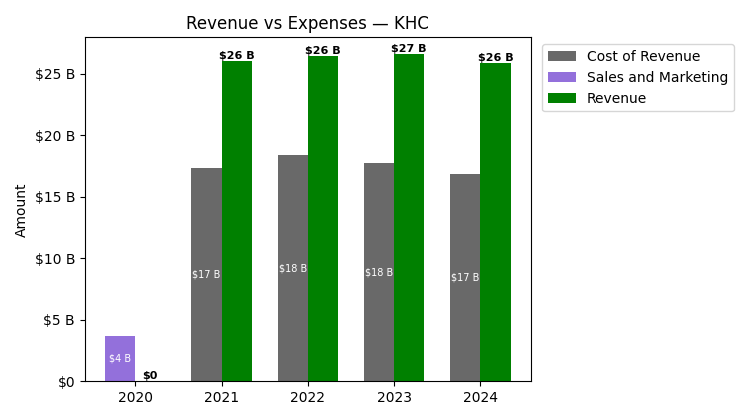 Revenue vs Expenses — KHC
Amount
$25 B
$20 B
$15 B
$10 B
$5 B
$0
$4 B
$0
$17 B
$26 B
$18 B
$26 B
$18 B
$27 B
$17 B
$26 B
2020
2021
2022
2023
2024
Cost of Revenue
Sales and Marketing
Revenue